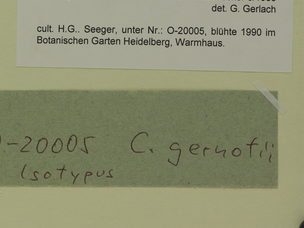 det. G. Gerlach
cult. H.G.. Seeger, unter Nr.: O-20005, blühte 1990 im
Botanischen Garten Heidelberg, Warmhaus.
-20005 C. gernotii
Isotypus